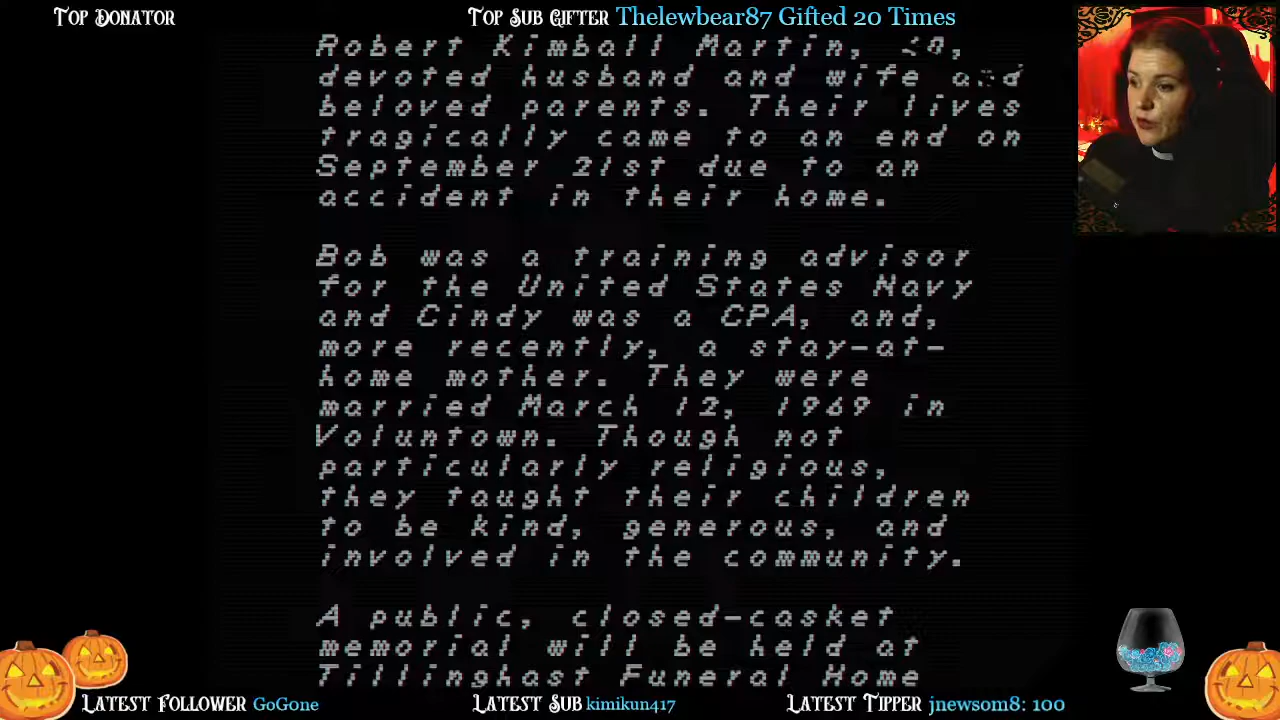 Top Donator
Top Sub Gifter Thelewbear87 Gifted 20 Times
Robert Kimball Martin,
devoted husband and wife and
beloved parents. Their lives
tragically came to an end on
September 21st due to an
accident in their home.
Bob was a training advisor
for the United States Navy
and Cindy was a CPA, and,
more recently, a stay-at-
home mother. They were
married March 12, 1969 in
Voluntown. Though not
particularly religious,
they taught their children
to be kind, generous, and
involved in the community.
A public, closed-casket
memorial will be held at
Tillinghast Funeral Home
Latest Follower GoGone
Latest Sub kimikun417
Latest Tipper jnewsom8: 100